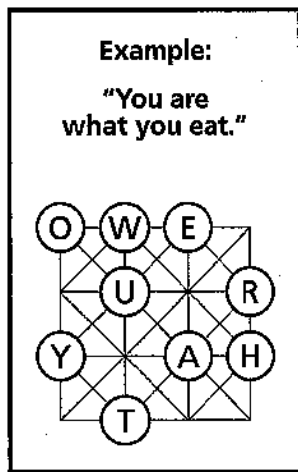 Example:
"You are
what you eat."
O W E
U R
Y A H
T